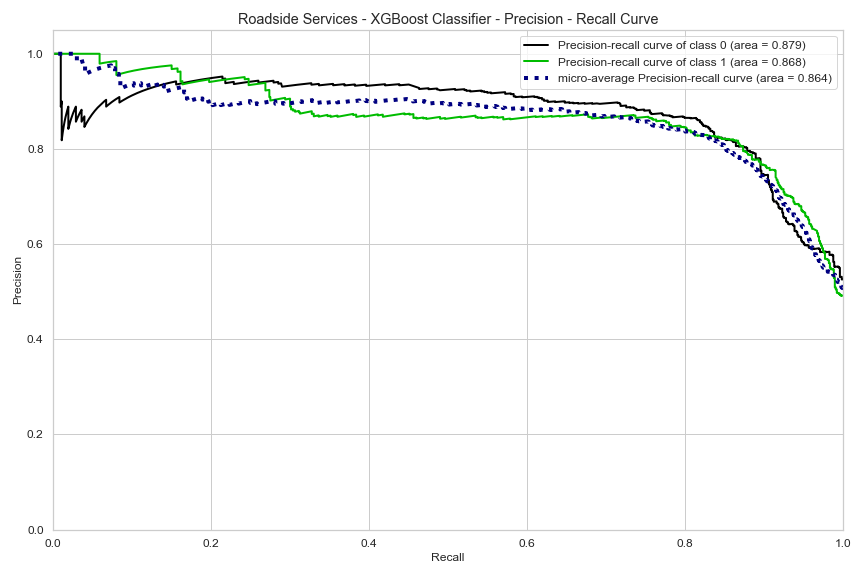 Roadside Services - XGBoost Classifier - Precision - Recall Curve
Precision-recall curve of class 0 (area = 0.879)
Precision-recall curve of class 1 (area = 0.868)
micro-average Precision-recall curve (area = 0.864)
1.0
0.8
0.6
0.4
0.2
0.0
Precision
0.0 0.2 0.4 0.6 0.8 1.0
Recall